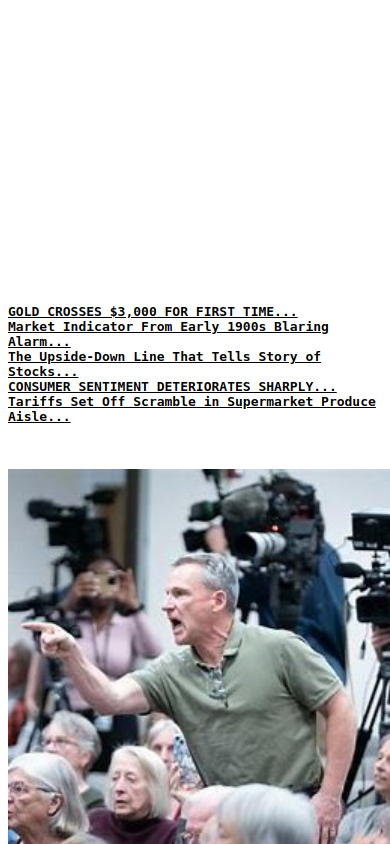 GOLD CROSSES $3,000 FOR FIRST TIME...
Market Indicator From Early 1900s Blaring
Alarm...
The Upside-Down Line That Tells Story of
Stocks...
CONSUMER SENTIMENT DETERIORATES SHARPLY...
Tariffs Set Off Scramble in Supermarket Produce
Aisle...